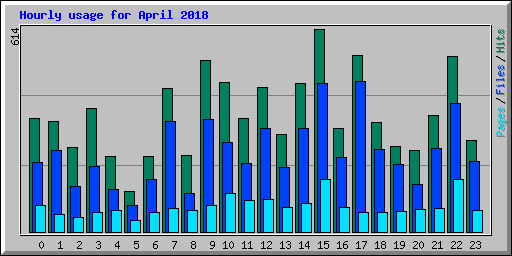 Hourly usage for April 2018
614
Pages/Files/Hits
0 1 2 3 4 5 6 7 8 9 10 11 12 13 14 15 16 17 18 19 20 21 22 23